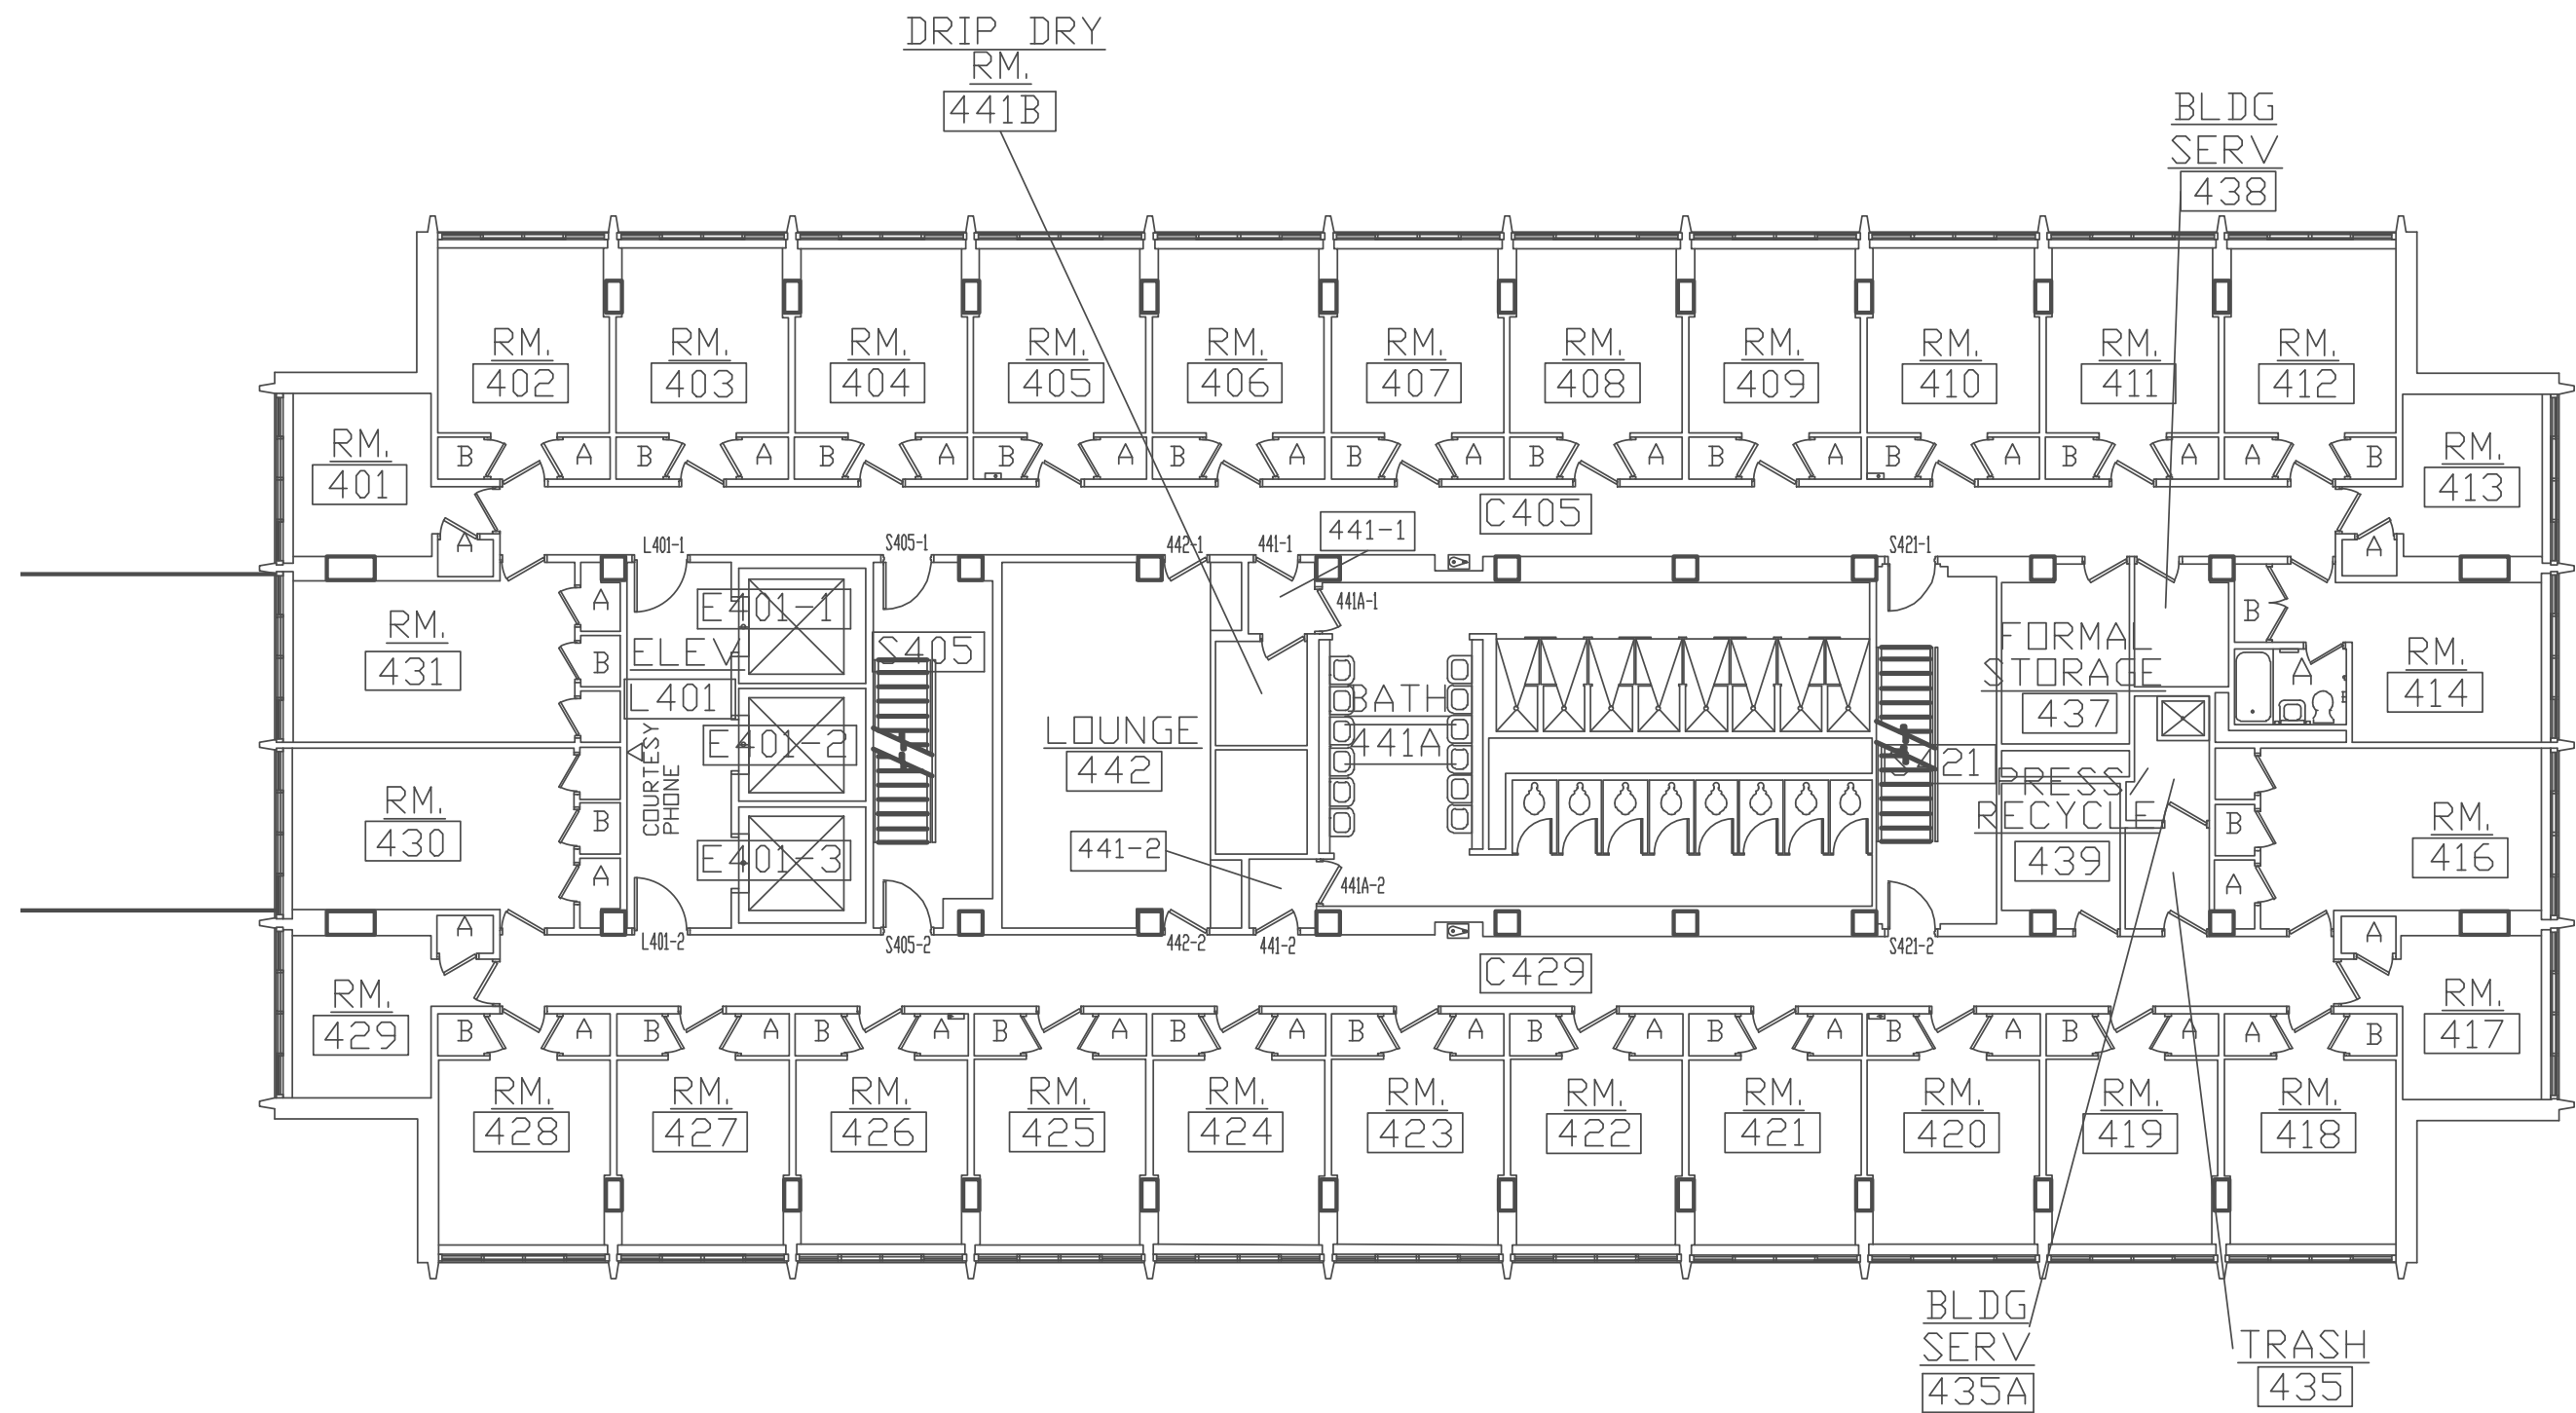 DRIP DRY
RM.
441B
BLDG
SERV
438
RM. RM. RM. RM. RM. RM. RM. RM. RM. RM. RM.
402 403 404 405 406 407 408 409 410 411 412
RM.
401
RM.
413
B A B A B A B A B A B A B A B A B A B A A B
C405
441-1
A
A
L401-1 S405-1 442-1 441-1 S421-1
441A-1
RM.
431
A
B
E401-1
ELEV
L401
S405
E401-2
E401-3
COURTESY
PHONE
LOUNGE
442
BATH
441A
FORMAL
STORAGE
437
B
A
RM.
414
21
PRESS
RECYCLE
439
RM.
430
B
A
441-2
441A-2
B
A
RM.
416
A
A
L401-2 S405-2 442-2 441-2 S421-2
C429
RM.
429
RM.
417
B A B A B A B A B A B A B A B A B A B A A B
RM. RM. RM. RM. RM. RM. RM. RM. RM. RM. RM.
428 427 426 425 424 423 422 421 420 419 418
BLDG
SERV
435A
TRASH
435